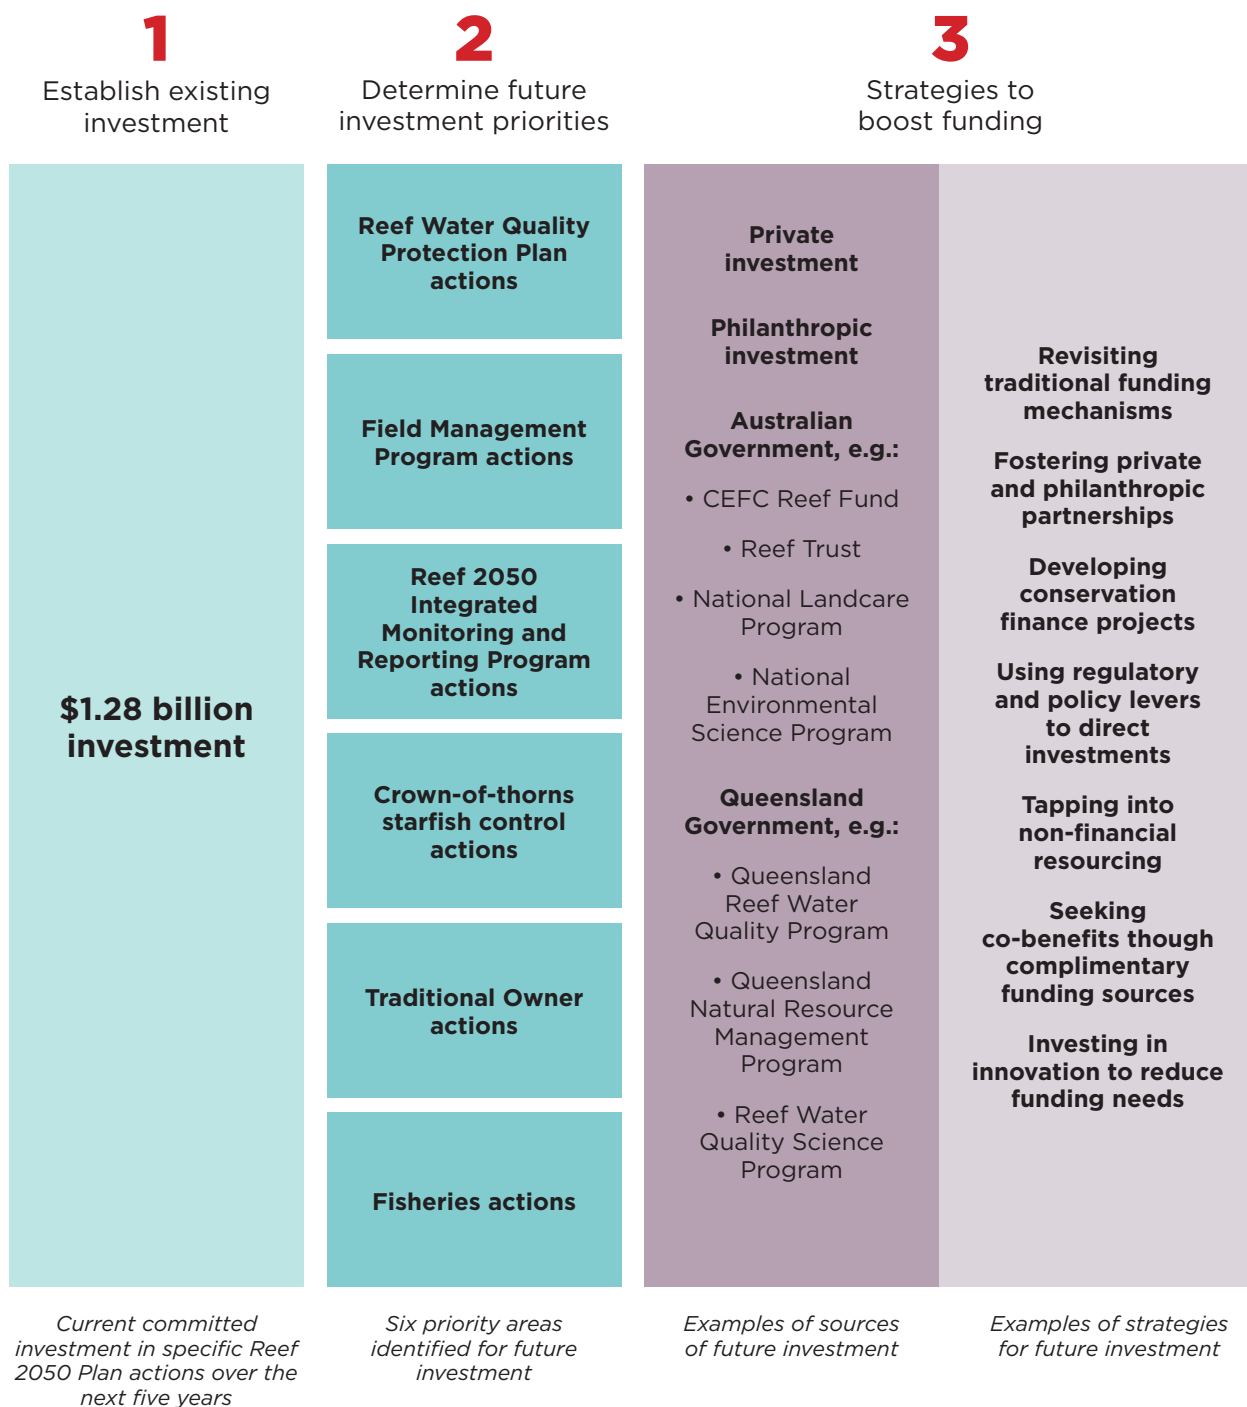 1
Establish existing
investment
$1.28 billion
investment
Current committed
investment in specific Reef
2050 Plan actions over the
next five years
2
Determine future
investment priorities
Reef Water Quality
Protection Plan
actions
Field Management
Program actions
Reef 2050
Integrated
Monitoring and
Reporting Program
actions
Crown-of-thorns
starfish control
actions
Traditional Owner
actions
Fisheries actions
Six priority areas
identified for future
investment
3
Strategies to
boost funding
Private
investment
Philanthropic
investment
Australian
Government, e.g.:
• CEFC Reef Fund
• Reef Trust
• National Landcare
Program
• National
Environmental
Science Program
Queensland
Government, e.g.:
• Queensland
Reef Water
Quality Program
• Queensland
Natural Resource
Management
Program
• Reef Water
Quality Science
Program
Examples of sources
of future investment
Revisiting
traditional funding
mechanisms
Fostering private
and philanthropic
partnerships
Developing
conservation
finance projects
Using regulatory
and policy levers
to direct
investments
Tapping into
non-financial
resourcing
Seeking
co-benefits though
complimentary
funding sources
Investing in
innovation to reduce
funding needs
Examples of strategies
for future investment